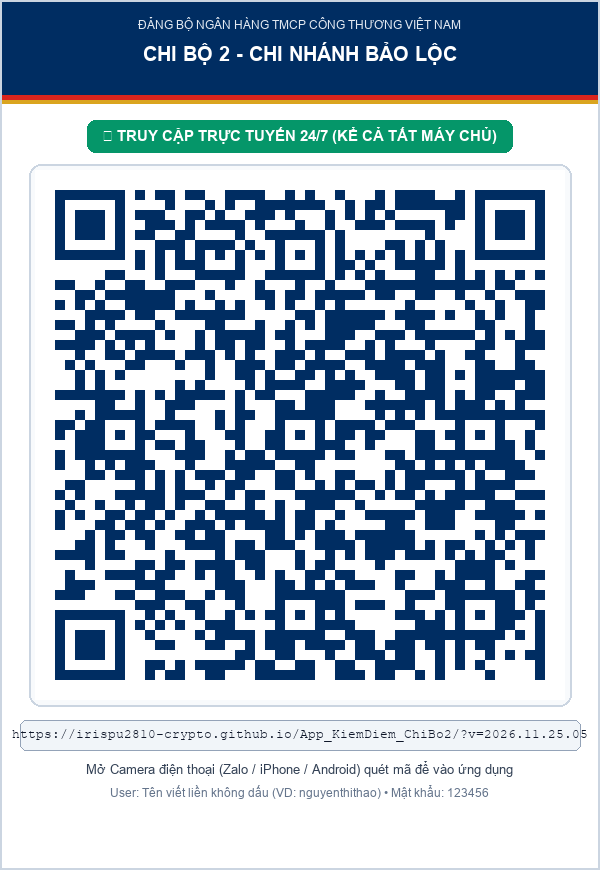 ĐẢNG BỘ NGÂN HÀNG TMCP CÔNG THƯƠNG VIỆT NAM
CHI BỘ 2 - CHI NHÁNH BẢO LỘC
TRUY CẬP TRỰC TUYẾN 24/7 (KỂ CẢ TẮT MÁY CHỦ)
https://irispu2810-crypto.github.io/App_KiemDiem_ChiBo2/?v=2026.11.25.05
Mở Camera điện thoại (Zalo / iPhone / Android) quét mã để vào ứng dụng
User: Tên viết liền không dấu (VD: nguyenthithao) • Mật khẩu: 123456